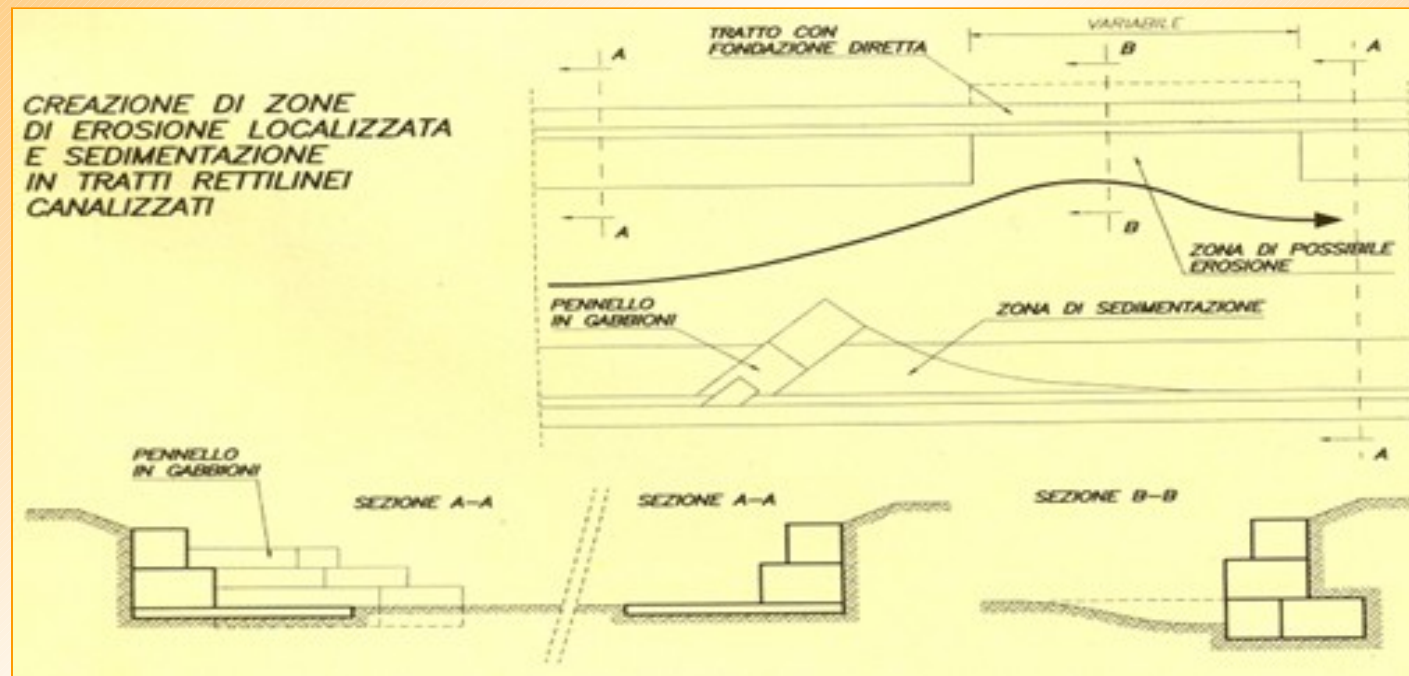 CREAZIONE DI ZONE
DI EROSIONE LOCALIZZATA
E SEDIMENTAZIONE
IN TRATTI RETTILINEI
CANALIZZATI
TRATTO CON
FONDAZIONE DIRETTA
VARIABILE
A
B
A
A
B
ZONA DI POSSIBILE
EROSIONE
PENNELLO
IN GABBIONI
ZONA DI SEDIMENTAZIONE
A
PENNELLO
IN GABBIONI
SEZIONE A-A
SEZIONE A-A
SEZIONE B-B